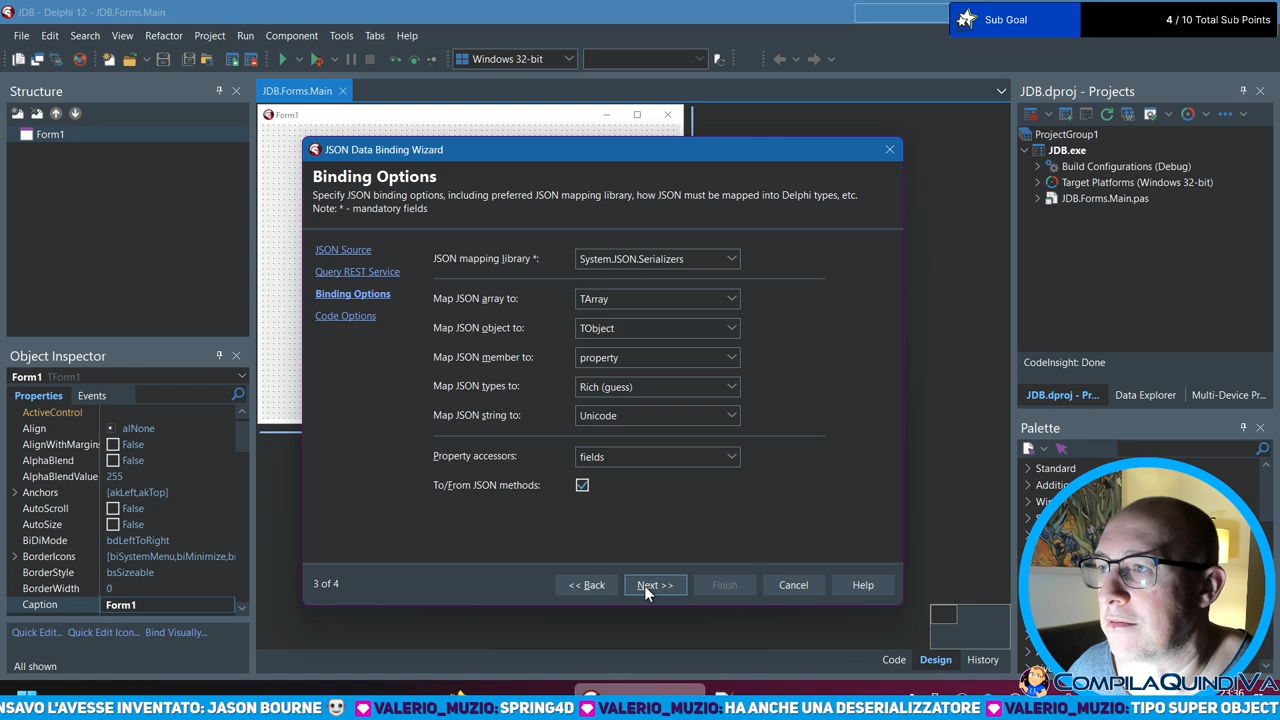 JDB - Delphi 12 - JDB.Forms.Main
Sub Goal
4 / 10 Total Sub Points
File Edit Search View Refactor Project Run Component Tools Tabs Help
Windows 32-bit
Structure
Form1
JDB.Forms.Main
Form1
JSON Data Binding Wizard
Binding Options
Specify JSON binding options, including preferred JSON mapping library, how JSON must be mapped into Delphi types, etc.
Note: * - mandatory fields
JSON Source
Query REST Service
Binding Options
Code Options
JSON mapping library *: System.JSON.Serializers
Map JSON array to: TArray
Map JSON object to: TObject
Map JSON member to: property
Map JSON types to: Rich (guess)
Map JSON string to: Unicode
Property accessors: fields
To/From JSON methods:
3 of 4
<< Back Next >> Finish Cancel Help
Object Inspector
Form1 TForm1
Properties Events
ActiveControl
Align alNone
AlignWithMargins False
AlphaBlend False
AlphaBlendValue 255
Anchors [akLeft,akTop]
AutoScroll False
AutoSize False
BiDiMode bdLeftToRight
BorderIcons [biSystemMenu,biMinimize,bi
BorderStyle bsSizeable
BorderWidth 0
Caption Form1
Quick Edit... Quick Edit Icon... Bind Visually...
All shown
Code Design History
JDB.dproj - Projects
ProjectGroup1
JDB.exe
Build Configurations (Debug)
Target Platforms (Windows 32-bit)
JDB.Forms.Main.pas
CodeInsight: Done
JDB.dproj - Pr... Data Explorer Multi-Device Pr...
Palette
Standard
COMPILAQUINDIVA
23:36
NSAVO L'AVESSE INVENTATO: JASON BOURNE VALERIO_MUZIO: SPRING4D VALERIO_MUZIO: HA ANCHE UNA DESERIALIZZATORE VALERIO_MUZIO: TIPO SUPER OBJECT